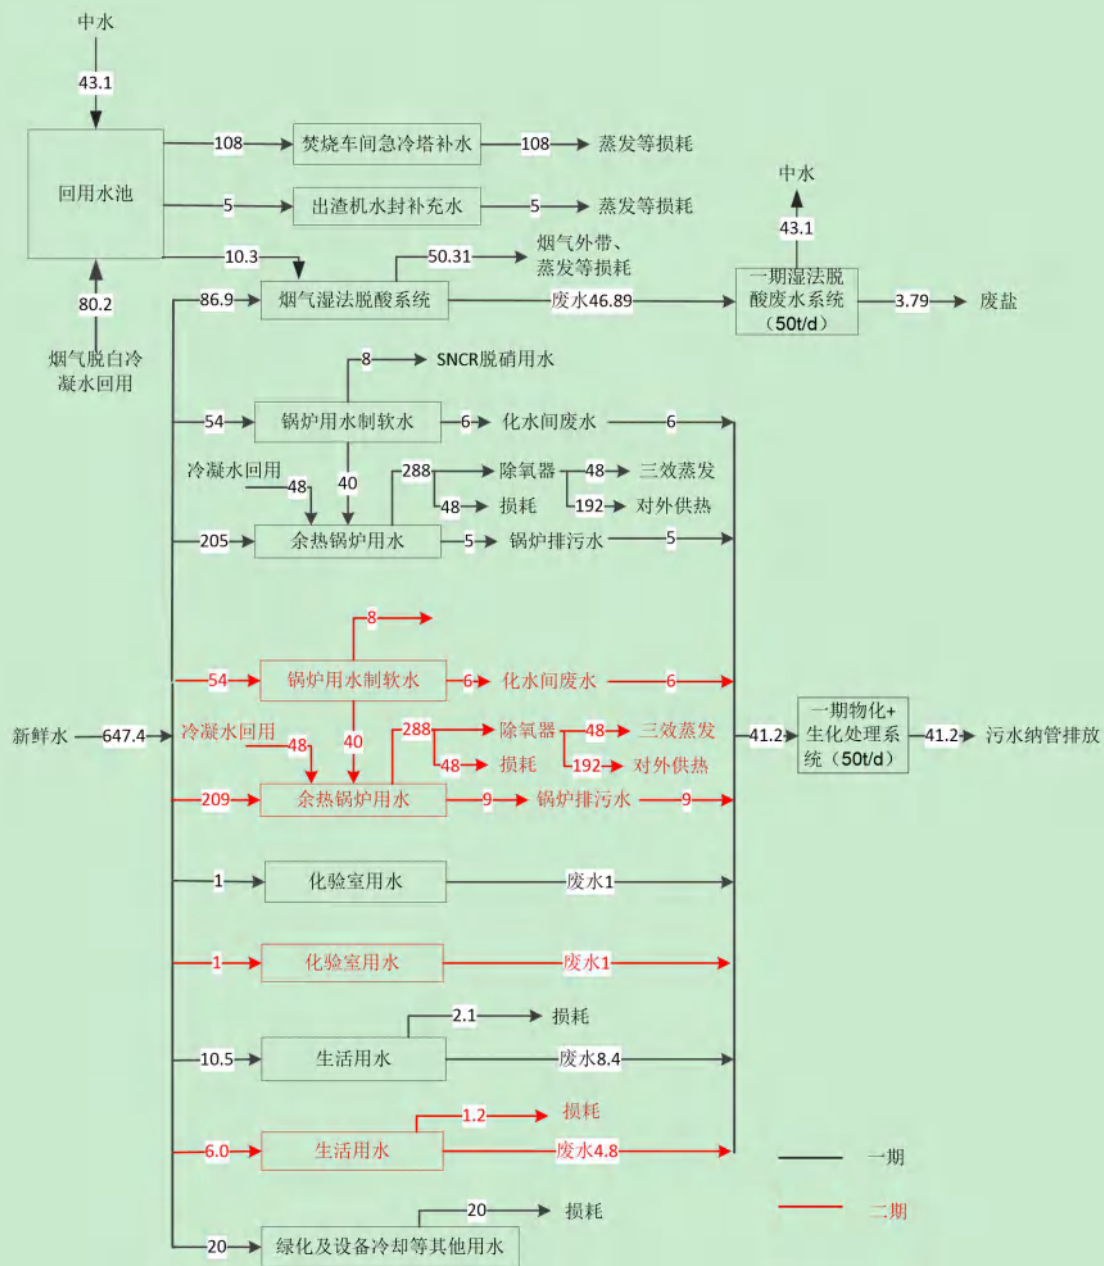 中水
43.1
108
焚烧车间急冷塔补水
108
蒸发等损耗
回用水池
5
出渣机水封补充水
5
蒸发等损耗
中水
43.1
10.3
50.31
烟气外带、
蒸发等损耗
80.2
86.9
烟气湿法脱酸系统
废水46.89
一期湿法脱
酸废水系统
（50t/d）
3.79
废盐
烟气脱白冷
凝水回用
8
SNCR脱硝用水
54
锅炉用水制软水
6
化水间废水
6
冷凝水回用
48
40
288
除氧器
48
三效蒸发
48
损耗
192
对外供热
205
余热锅炉用水
5
锅炉排污水
5
8
54
锅炉用水制软水
6
化水间废水
6
新鲜水
647.4
冷凝水回用
48
40
288
除氧器
48
三效蒸发
48
损耗
192
对外供热
41.2
一期物化+
生化处理系
统（50t/d）
41.2
污水纳管排放
209
余热锅炉用水
9
锅炉排污水
9
1
化验室用水
废水1
1
化验室用水
废水1
2.1
损耗
10.5
生活用水
废水8.4
1.2
损耗
6.0
生活用水
废水4.8
一期
二期
20
损耗
20
绿化及设备冷却等其他用水